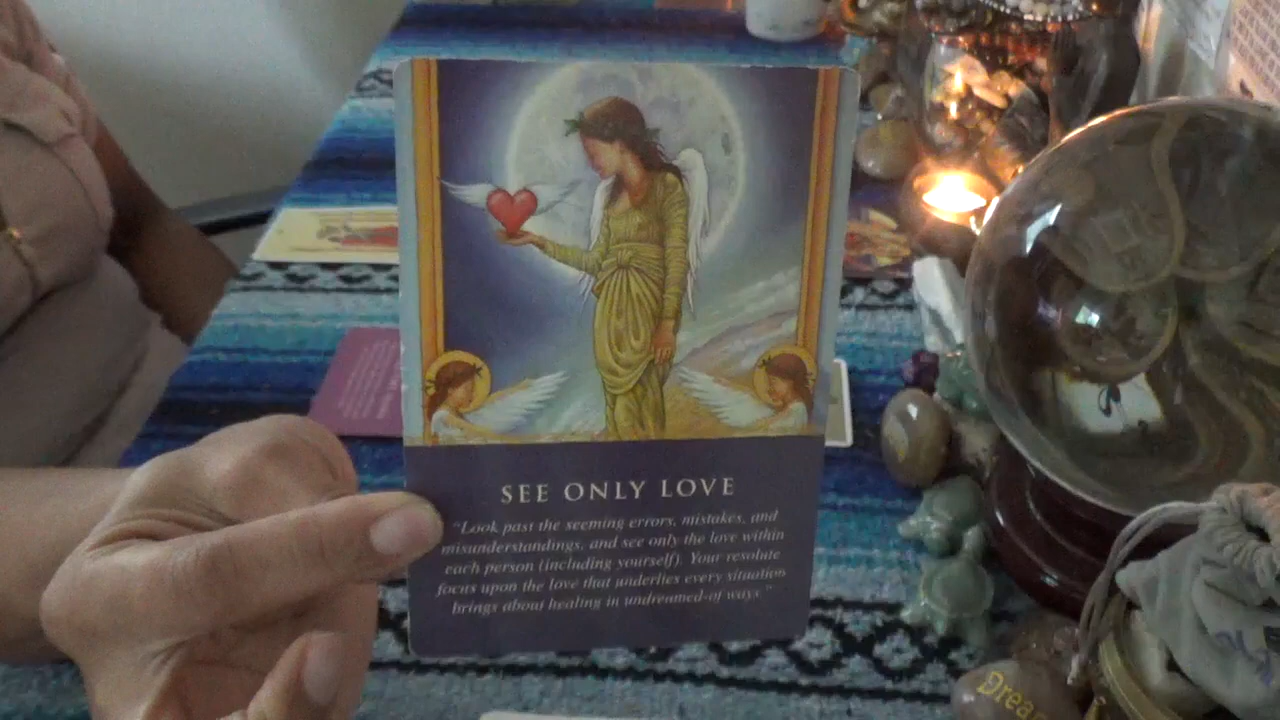 SEE ONLY LOVE
"Look past the seeming errors, mistakes, and
misunderstandings, and see only the love within
each person (including yourself). Your resolute
focus upon the love that underlies every situation
brings about healing in undreamed-of ways."
Drea